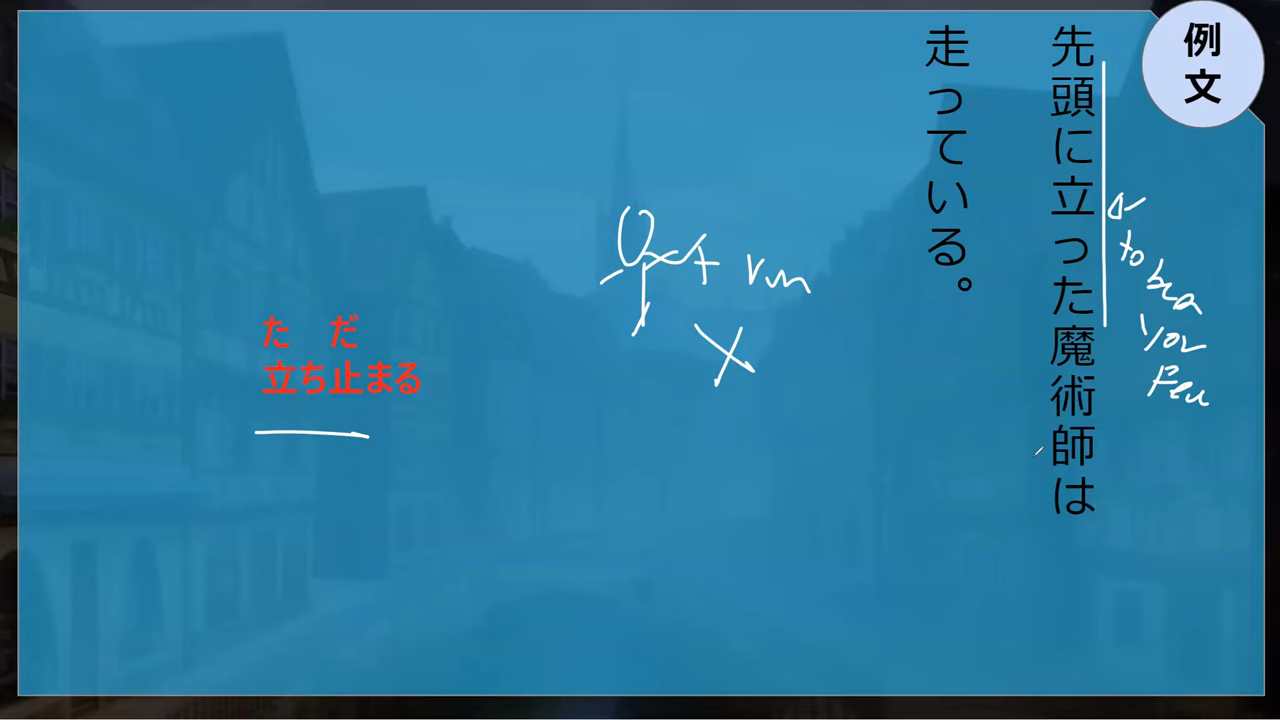 例文
先頭に立った魔術師は
走っている。
ただ
立ち止まる
run
to